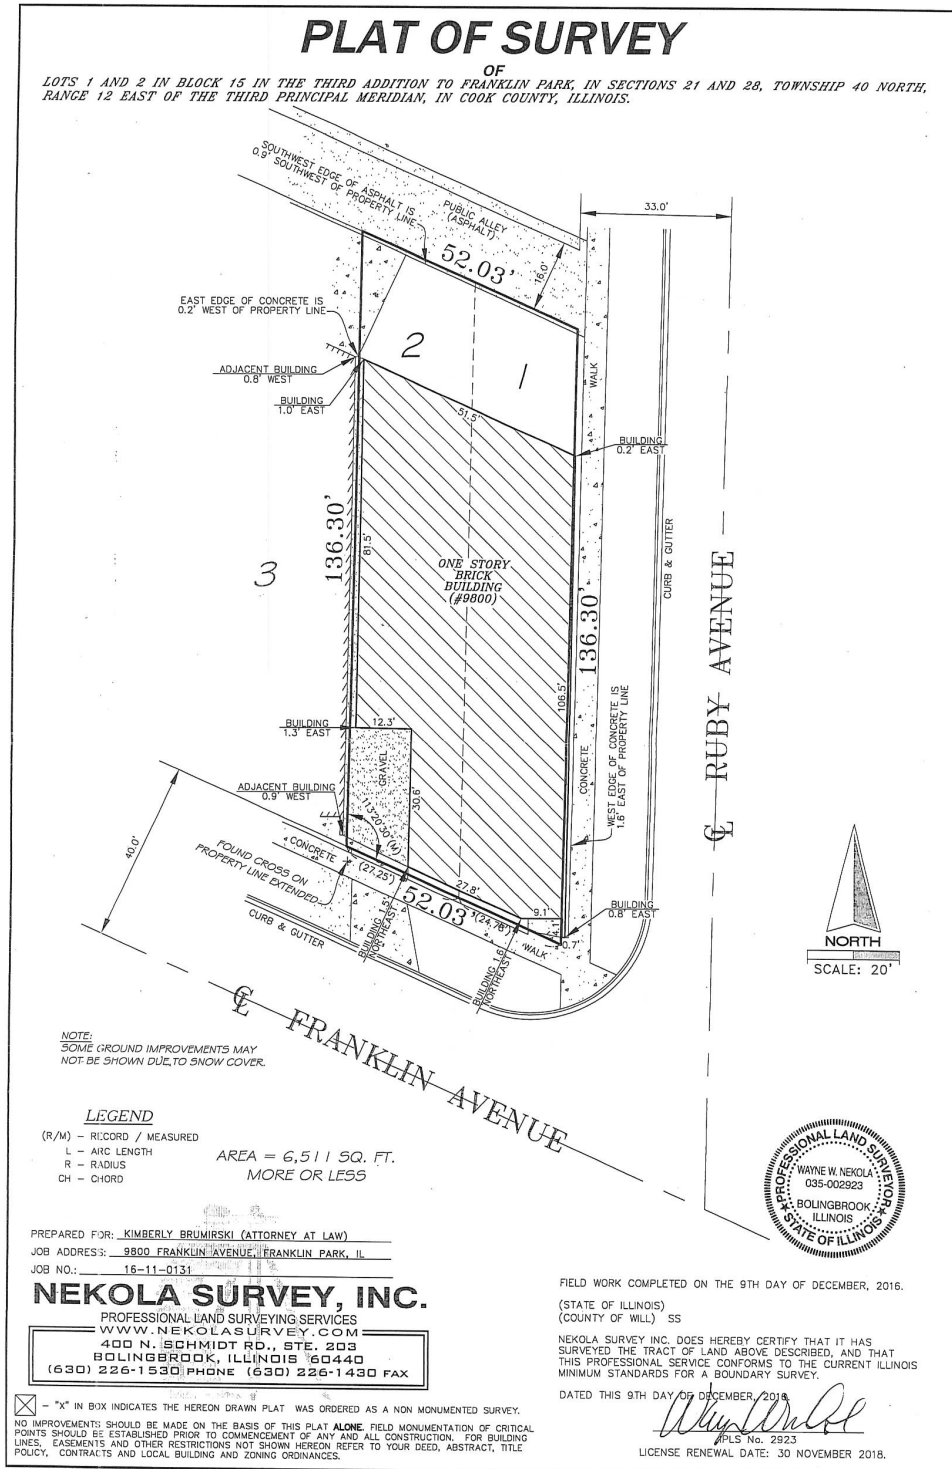 PLAT OF SURVEY
OF
LOTS 1 AND 2 IN BLOCK 15 IN THE THIRD ADDITION TO FRANKLIN PARK, IN SECTIONS 21 AND 28, TOWNSHIP 40 NORTH,
RANGE 12 EAST OF THE THIRD PRINCIPAL MERIDIAN, IN COOK COUNTY, ILLINOIS.
SOUTHWEST EDGE OF ASPHALT IS
0.9' SOUTHWEST OF PROPERTY LINE
PUBLIC ALLEY
(ASPHALT)
33.0'
52.03'
16.0'
EAST EDGE OF CONCRETE IS
0.2' WEST OF PROPERTY LINE
2
1
WALK
ADJACENT BUILDING
0.8' WEST
BUILDING
1.0' EAST
51.5'
BUILDING
0.2' EAST
136.30'
81.5'
3
ONE STORY
BRICK
BUILDING
(#9800)
136.30'
CURB & GUTTER
RUBY AVENUE
106.5'
WEST EDGE OF CONCRETE IS
1.6' EAST OF PROPERTY LINE
CONCRETE
BUILDING
1.3' EAST
12.3'
GRAVEL
30.6'
ADJACENT BUILDING
0.9' WEST
113°20'30"(M)
40.0'
FOUND CROSS ON
PROPERTY LINE EXTENDED
CONCRETE
(27.25')
27.8'
52.03'
(24.78')
9.1'
4.1'
0.7'
BUILDING
0.8' EAST
CURB & GUTTER
BUILDING 1.5'
NORTHEAST
WALK
BUILDING 1.6'
NORTHEAST
NORTH
SCALE: 20'
℄ FRANKLIN AVENUE
NOTE:
SOME GROUND IMPROVEMENTS MAY
NOT BE SHOWN DUE TO SNOW COVER.
LEGEND
(R/M) – RECORD / MEASURED
L – ARC LENGTH
R – RADIUS
CH – CHORD
AREA = 6,511 SQ. FT.
MORE OR LESS
PROFESSIONAL LAND SURVEYOR
WAYNE W. NEKOLA
035-002923
BOLINGBROOK,
ILLINOIS
STATE OF ILLINOIS
PREPARED FOR: KIMBERLY BRUMIRSKI (ATTORNEY AT LAW)
JOB ADDRESS: 9800 FRANKLIN AVENUE, FRANKLIN PARK, IL
JOB NO.: 16-11-0131
NEKOLA SURVEY, INC.
PROFESSIONAL LAND SURVEYING SERVICES
WWW.NEKOLASURVEY.COM
400 N. SCHMIDT RD., STE. 203
BOLINGBROOK, ILLINOIS 60440
(630) 226-1530 PHONE (630) 226-1430 FAX
– "X" IN BOX INDICATES THE HEREON DRAWN PLAT WAS ORDERED AS A NON MONUMENTED SURVEY.
NO IMPROVEMENTS SHOULD BE MADE ON THE BASIS OF THIS PLAT ALONE. FIELD MONUMENTATION OF CRITICAL
POINTS SHOULD BE ESTABLISHED PRIOR TO COMMENCEMENT OF ANY AND ALL CONSTRUCTION. FOR BUILDING
LINES, EASEMENTS AND OTHER RESTRICTIONS NOT SHOWN HEREON REFER TO YOUR DEED, ABSTRACT, TITLE
POLICY, CONTRACTS AND LOCAL BUILDING AND ZONING ORDINANCES.
FIELD WORK COMPLETED ON THE 9TH DAY OF DECEMBER, 2016.
(STATE OF ILLINOIS)
(COUNTY OF WILL) SS
NEKOLA SURVEY INC. DOES HEREBY CERTIFY THAT IT HAS
SURVEYED THE TRACT OF LAND ABOVE DESCRIBED, AND THAT
THIS PROFESSIONAL SERVICE CONFORMS TO THE CURRENT ILLINOIS
MINIMUM STANDARDS FOR A BOUNDARY SURVEY.
DATED THIS 9TH DAY OF DECEMBER, 2016.
IPLS No. 2923
LICENSE RENEWAL DATE: 30 NOVEMBER 2018.